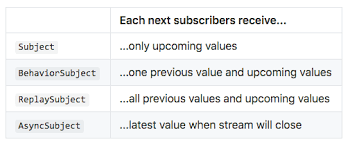 Each next subscribers receive...
Subject ...only upcoming values
BehaviorSubject ...one previous value and upcoming values
ReplaySubject ...all previous values and upcoming values
AsyncSubject ...latest value when stream will close